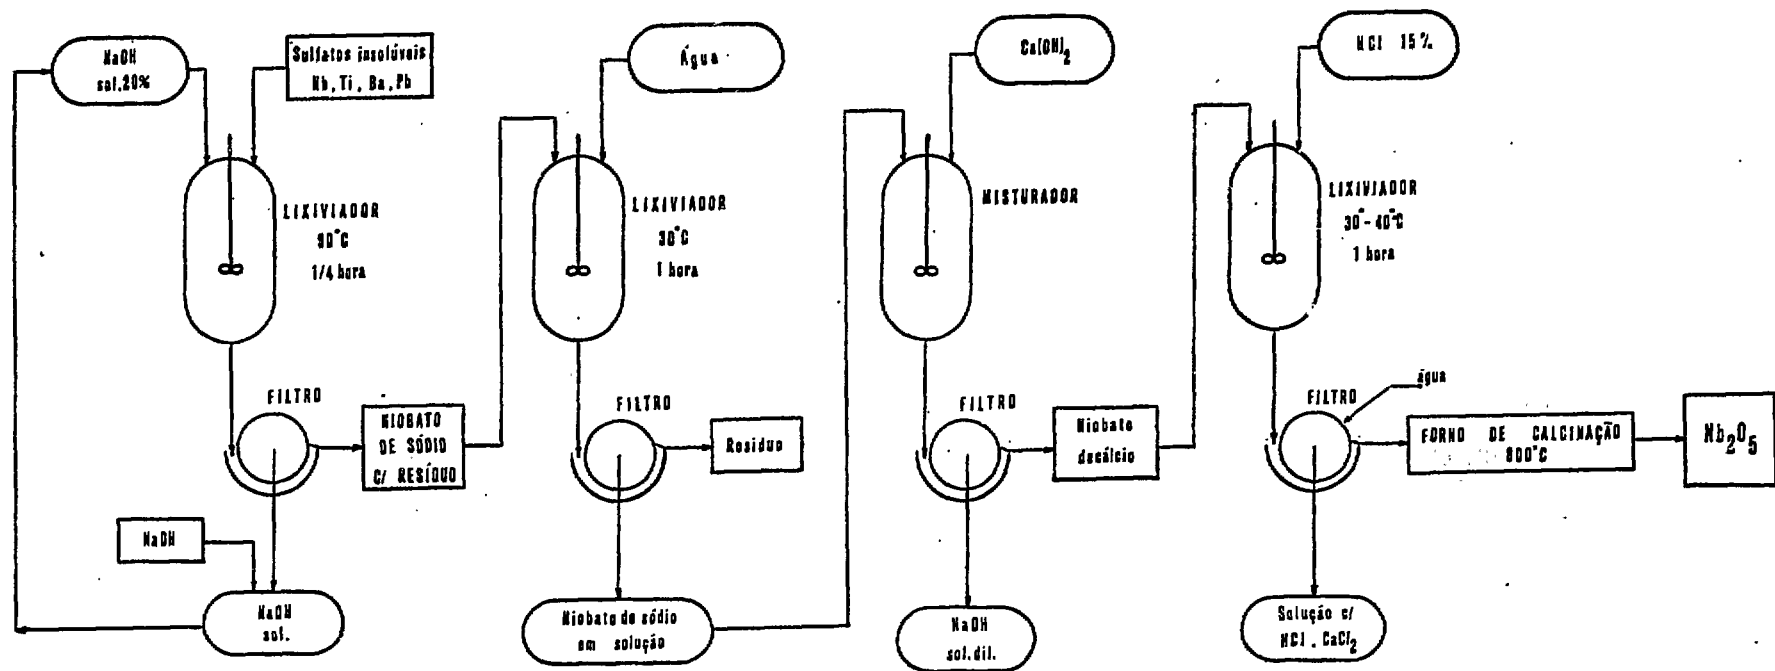 NaOH
sol.20%
Sulfatos insolúveis
Nb, Ti, Ba, Pb
LIXIVIADOR
90°C
1/4 hora
FILTRO
NIOBATO
DE SÓDIO
C/ RESÍDUO
NaOH
NaOH
sol.
Água
LIXIVIADOR
30°C
1 hora
FILTRO
Resíduo
Niobato de sódio
em solução
Ca(OH)2
MISTURADOR
FILTRO
Niobato
decálcio
NaOH
sol.dil.
HCl 15%
LIXIVIADOR
30°-40°C
1 hora
FILTRO
água
FORNO DE CALCINAÇÃO
800°C
Nb2O5
Solução c/
HCl . CaCl2